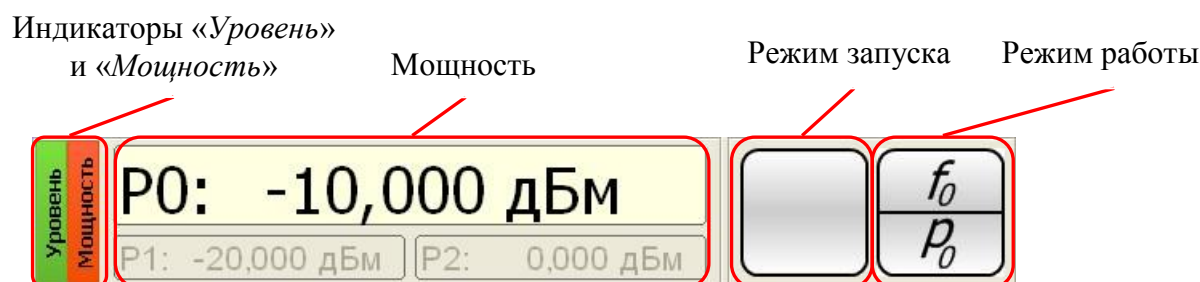 Индикаторы «Уровень»
и «Мощность»
Мощность
Режим запуска
Режим работы
Уровень
Мощность
P0: -10,000 дБм
P1: -20,000 дБм
P2: 0,000 дБм
f0
p0